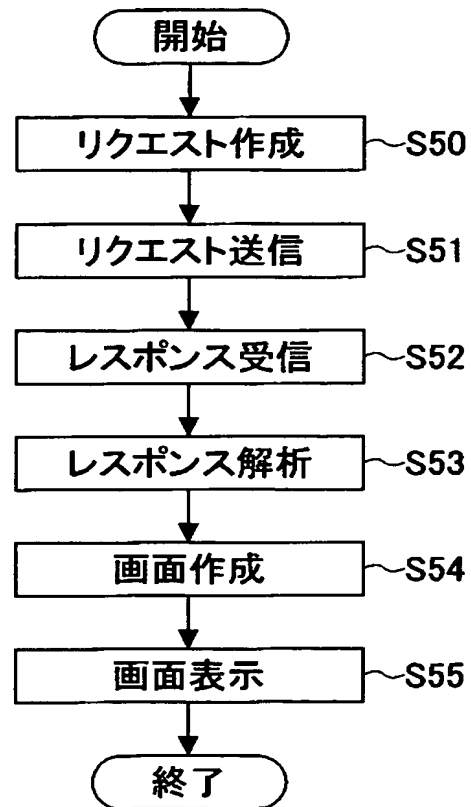 開始
リクエスト作成 S50
リクエスト送信 S51
レスポンス受信 S52
レスポンス解析 S53
画面作成 S54
画面表示 S55
終了